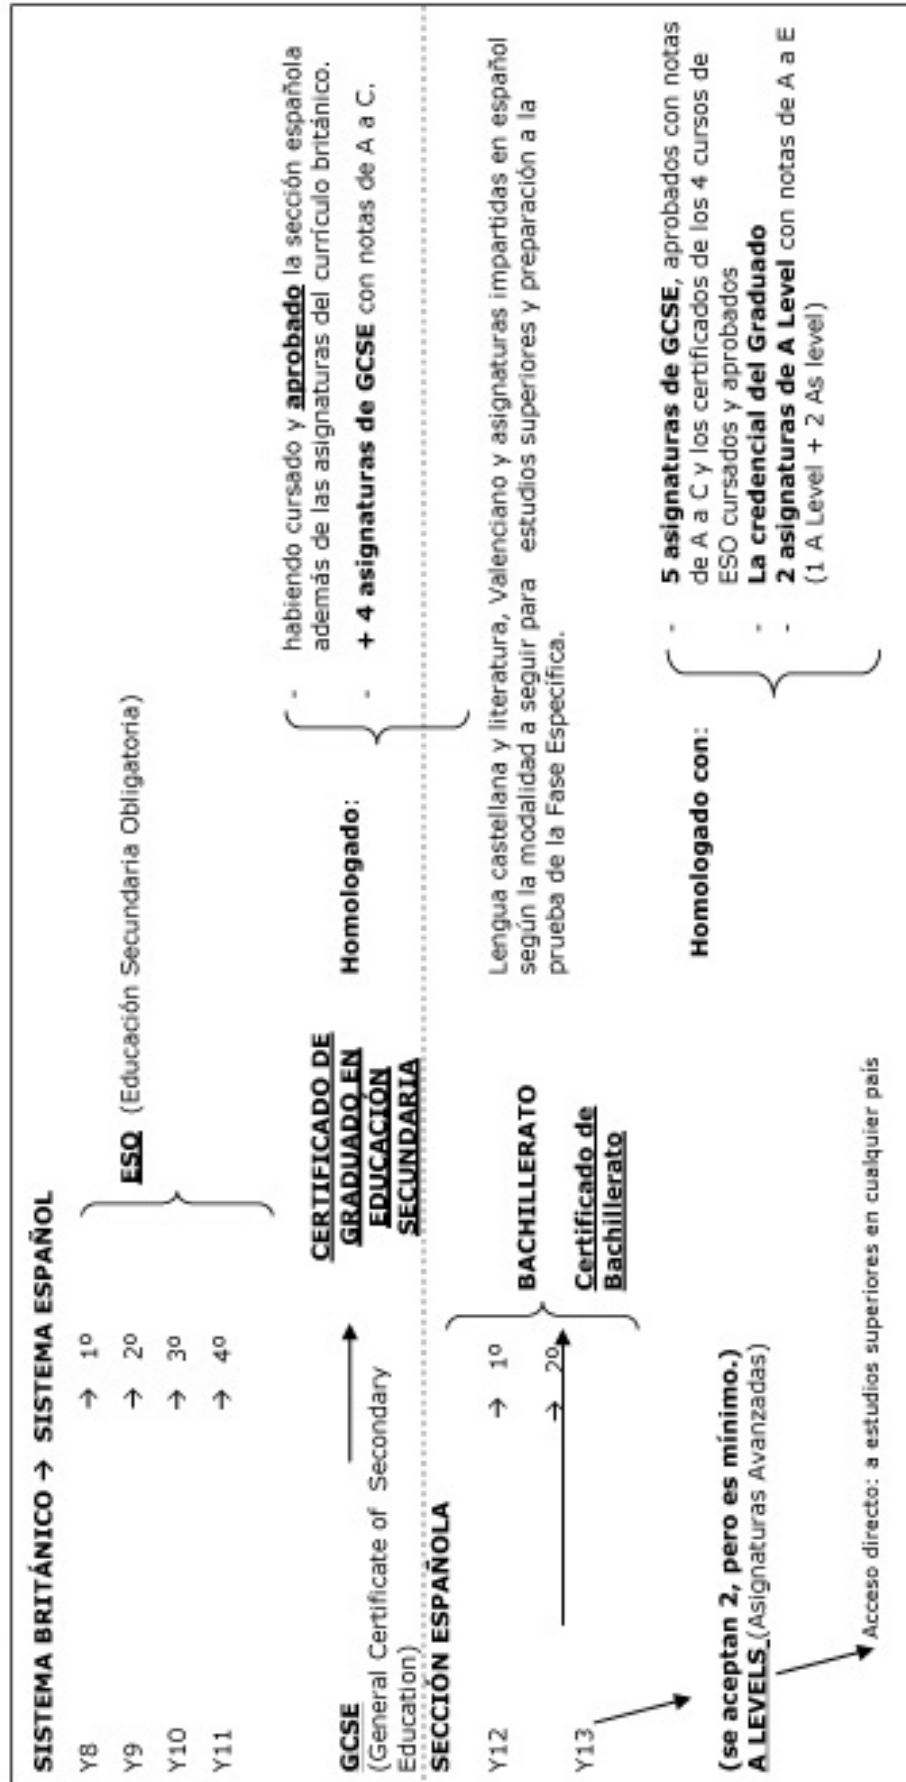 SISTEMA BRITÁNICO → SISTEMA ESPAÑOL
Y8 → 1º
Y9 → 2º
Y10 → 3º
Y11 → 4º
ESO (Educación Secundaria Obligatoria)
GCSE
(General Certificate of Secondary
Education)
CERTIFICADO DE
GRADUADO EN
EDUCACIÓN
SECUNDARIA
Homologado:
- habiendo cursado y aprobado la sección española
además de las asignaturas del currículo británico.
- + 4 asignaturas de GCSE con notas de A a C.
SECCIÓN ESPAÑOLA
Y12 → 1º
Y13 → 2º
BACHILLERATO
Certificado de
Bachillerato
Lengua castellana y literatura, Valenciano y asignaturas impartidas en español
según la modalidad a seguir para estudios superiores y preparación a la
prueba de la Fase Específica.
(se aceptan 2, pero es mínimo.)
A LEVELS (Asignaturas Avanzadas)
Homologado con:
- 5 asignaturas de GCSE, aprobados con notas
de A a C y los certificados de los 4 cursos de
ESO cursados y aprobados
- La credencial del Graduado
- 2 asignaturas de A Level con notas de A a E
(1 A Level + 2 As level)
Acceso directo: a estudios superiores en cualquier país